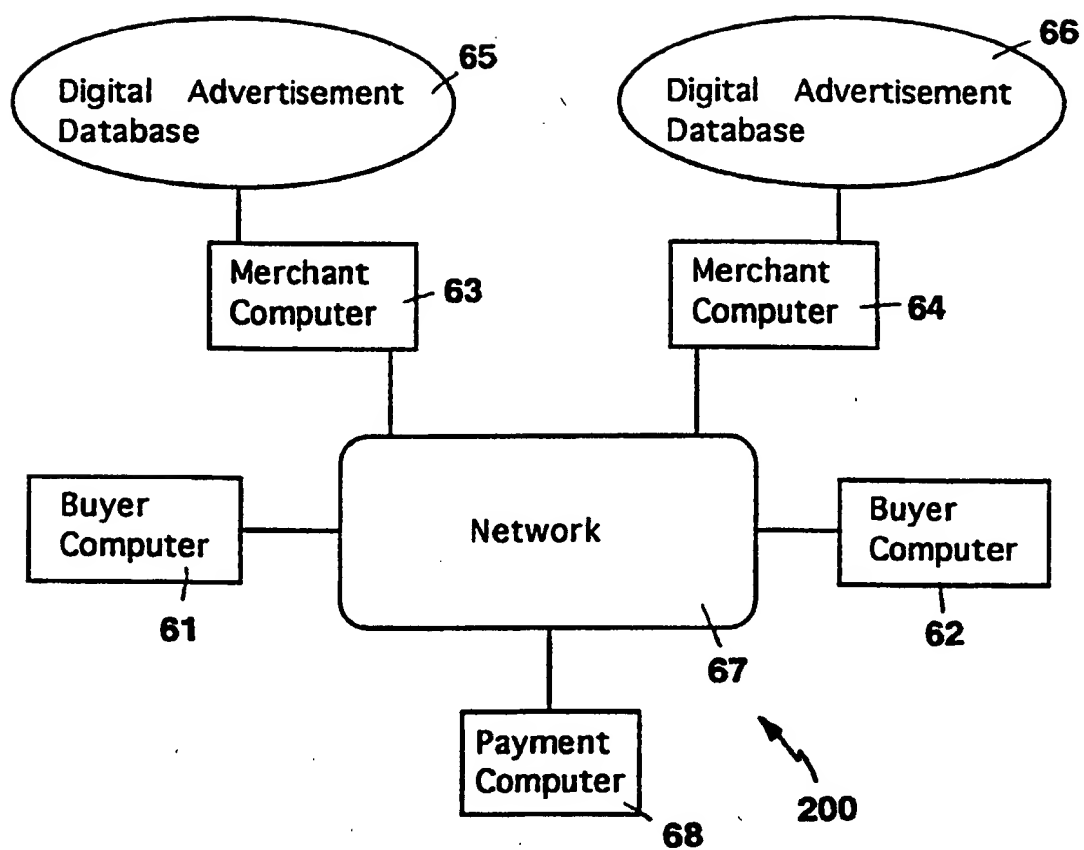 65
66
Digital Advertisement
Database
Digital Advertisement
Database
Merchant
Computer
63
Merchant
Computer
64
Buyer
Computer
61
Network
67
Buyer
Computer
62
Payment
Computer
68
200